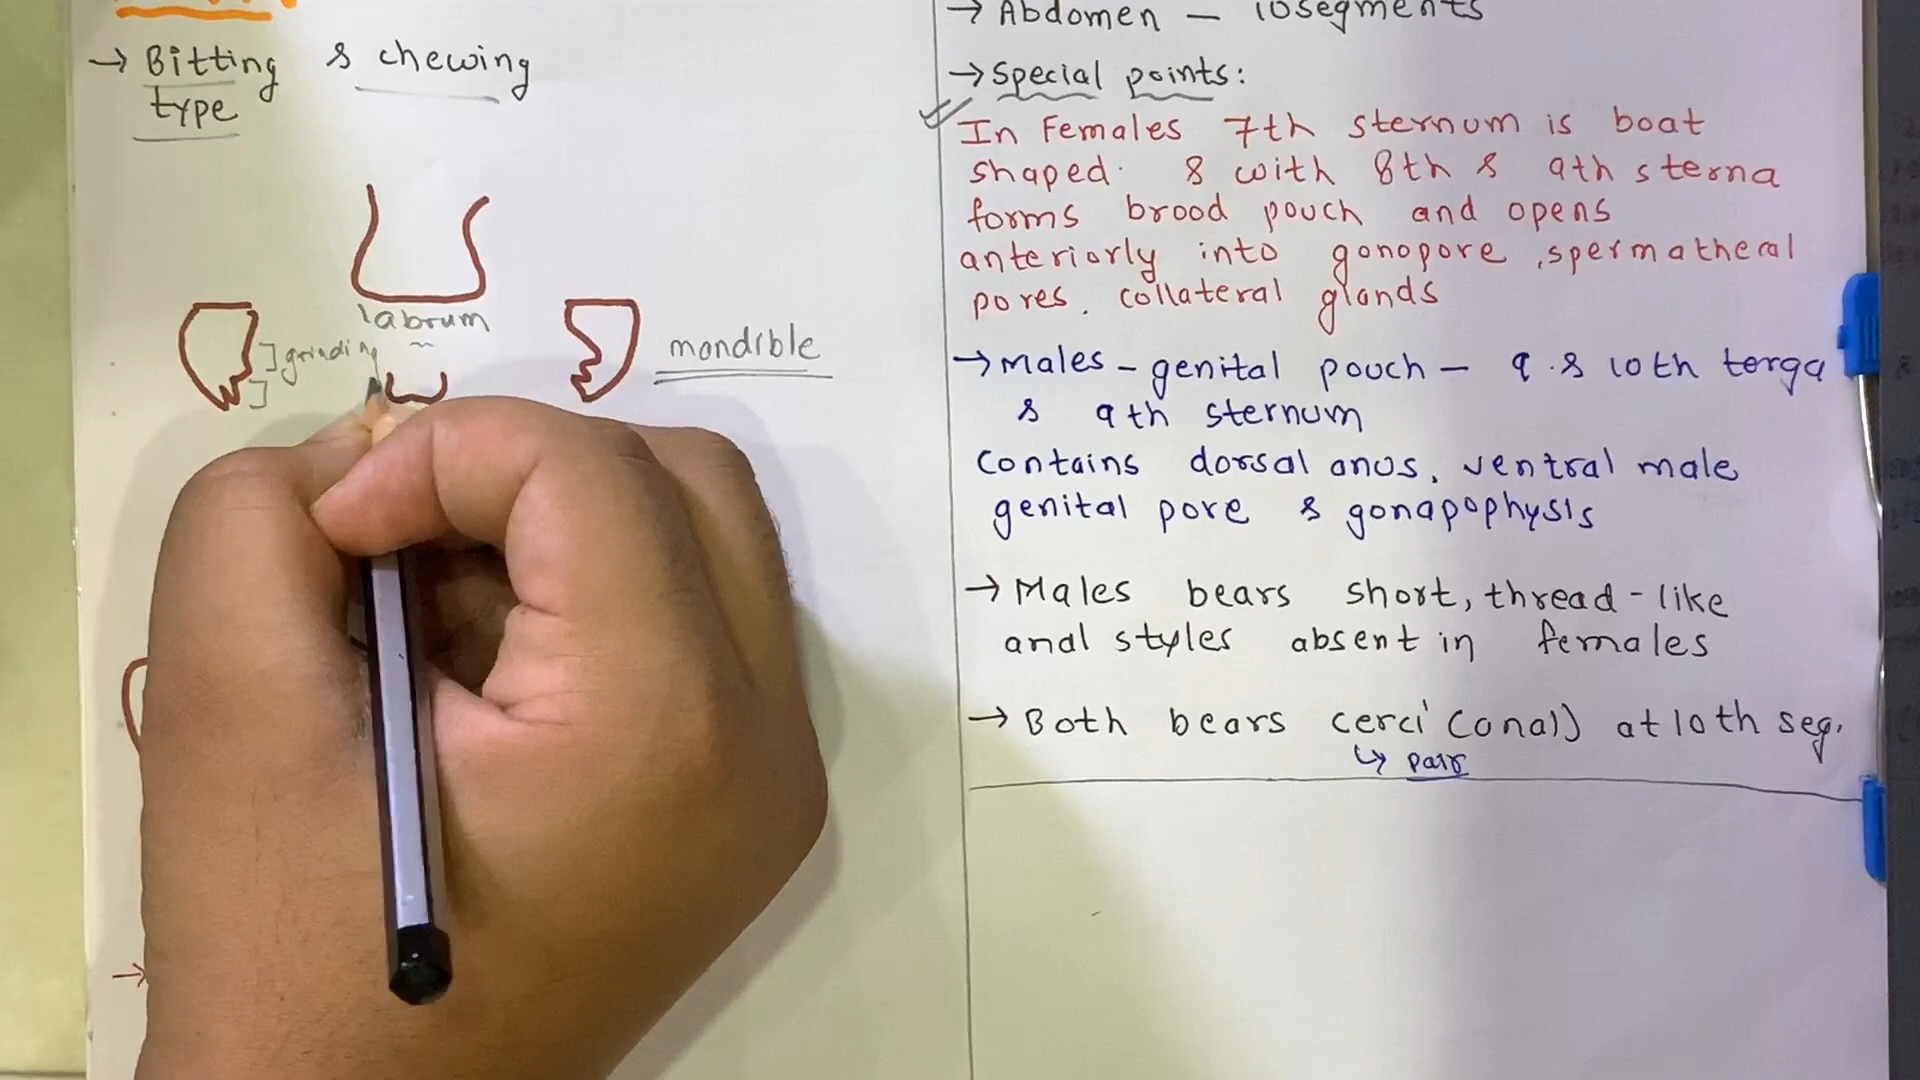 → Bitting & chewing
type
labrum
]grinding
]
mandible
→ Abdomen – 10segments
→ Special points:
In Females 7th sternum is boat
shaped. & with 8th & 9th sterna
forms brood pouch and opens
anteriorly into gonopore, spermathecal
pores. collateral glands
→ Males – genital pouch – 9.& 10th terga
& 9th sternum
Contains dorsal anus, ventral male
genital pore & gonapophysis
→ Males bears short, thread-like
anal styles absent in females
→ Both bears cerci (anal) at 10th seg.
↳ pair
→